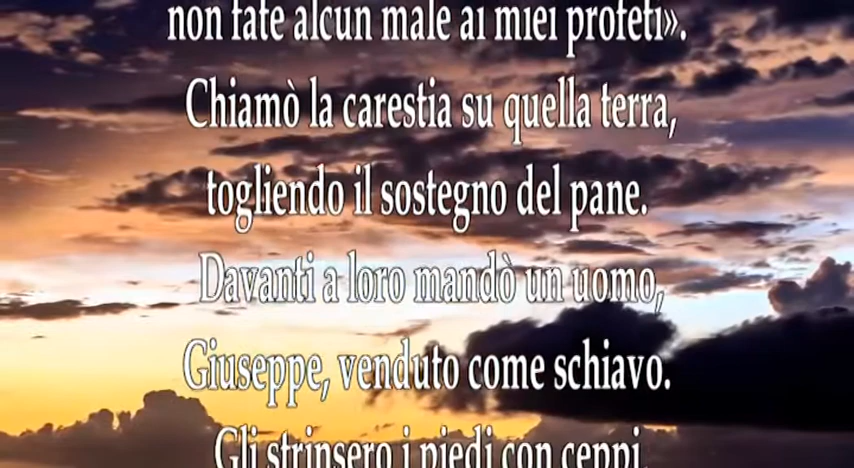 non fate alcun male ai miei profeti».
Chiamò la carestia su quella terra,
togliendo il sostegno del pane.
Davanti a loro mandò un uomo,
Giuseppe, venduto come schiavo.
Gli strinsero i piedi con ceppi